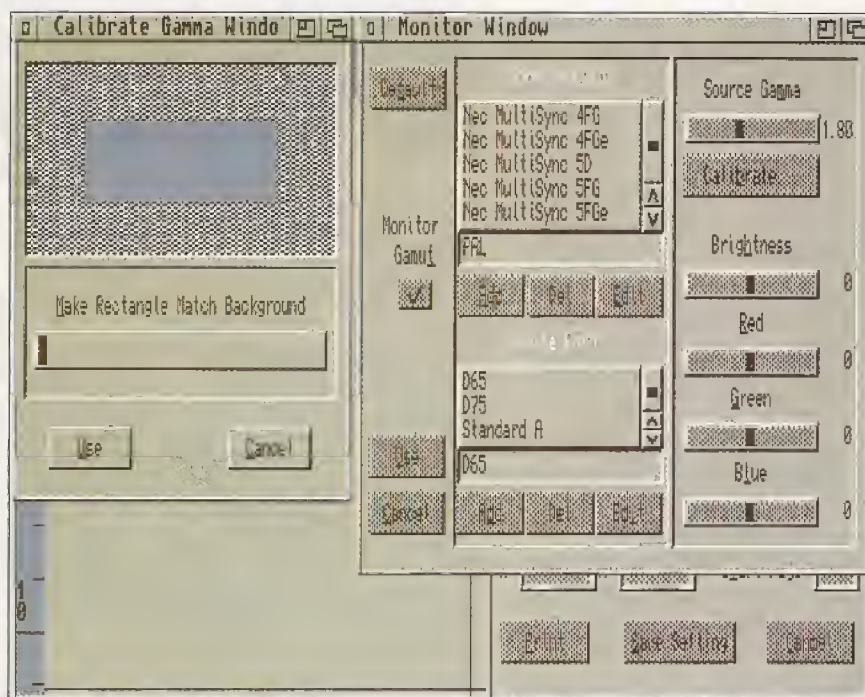 Calibrate Gamma Windo
Make Rectangle Match Background
Use
Cancel
Monitor Window
Default
Monitor
Gamut
Use
Cancel
Nec MultiSync 4FG
Nec MultiSync 4FGe
Nec MultiSync 5D
Nec MultiSync 5FG
Nec MultiSync 5FGe
PAL
Add
Del
Edit
D65
D75
Standard A
D65
Add
Del
Edit
Source Gamma
1.80
Calibrate
Brightness
0
Red
0
Green
0
Blue
0
10
Print
Save Setting
Cancel